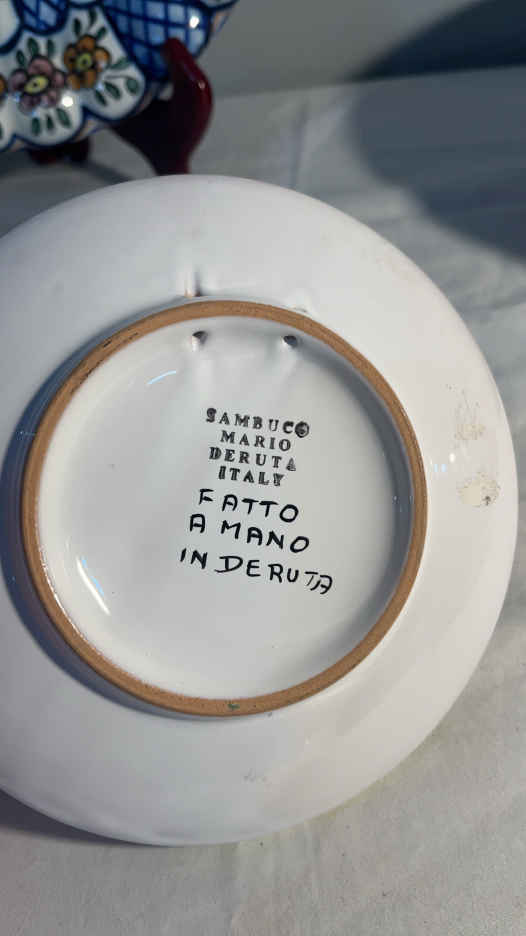 SAMBUCO
MARIO
DERUTA
ITALY
FATTO
A MANO
IN DERUTA